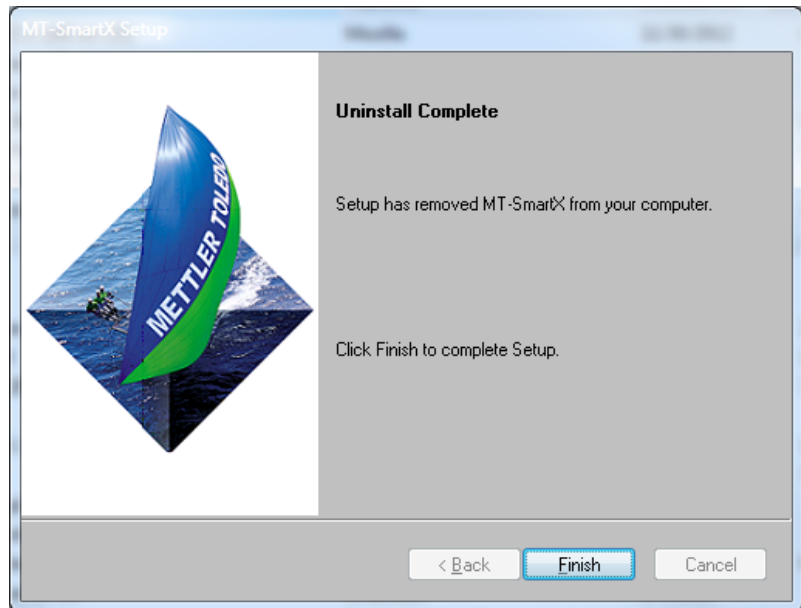 MT-SmartX Setup
Uninstall Complete
Setup has removed MT-SmartX from your computer.
METTLER TOLEDO
Click Finish to complete Setup.
< Back
Finish
Cancel